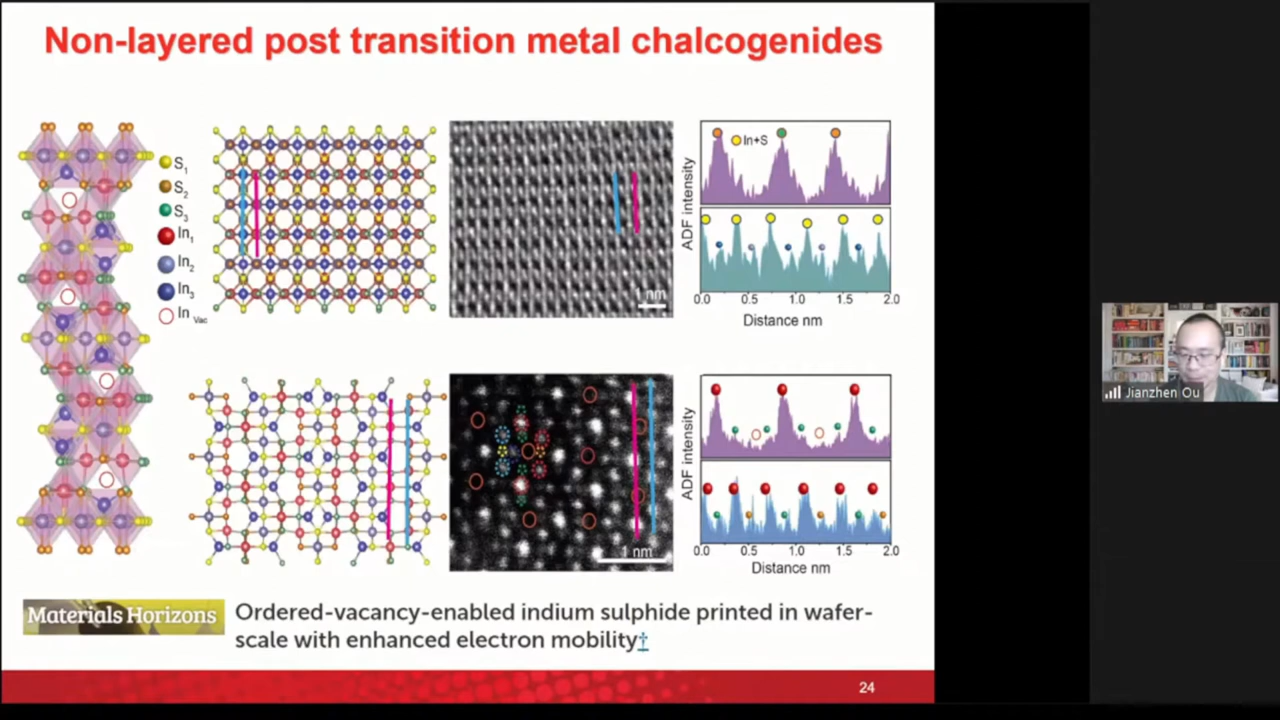 Non-layered post transition metal chalcogenides
S1
S2
S3
In1
In2
In3
In Vac
1 nm
ADF intensity
In+S
0.0 0.5 1.0 1.5 2.0
Distance nm
1 nm
ADF intensity
0.0 0.5 1.0 1.5 2.0
Distance nm
Materials Horizons
Ordered-vacancy-enabled indium sulphide printed in wafer-
scale with enhanced electron mobility†
24
Jianzhen Ou